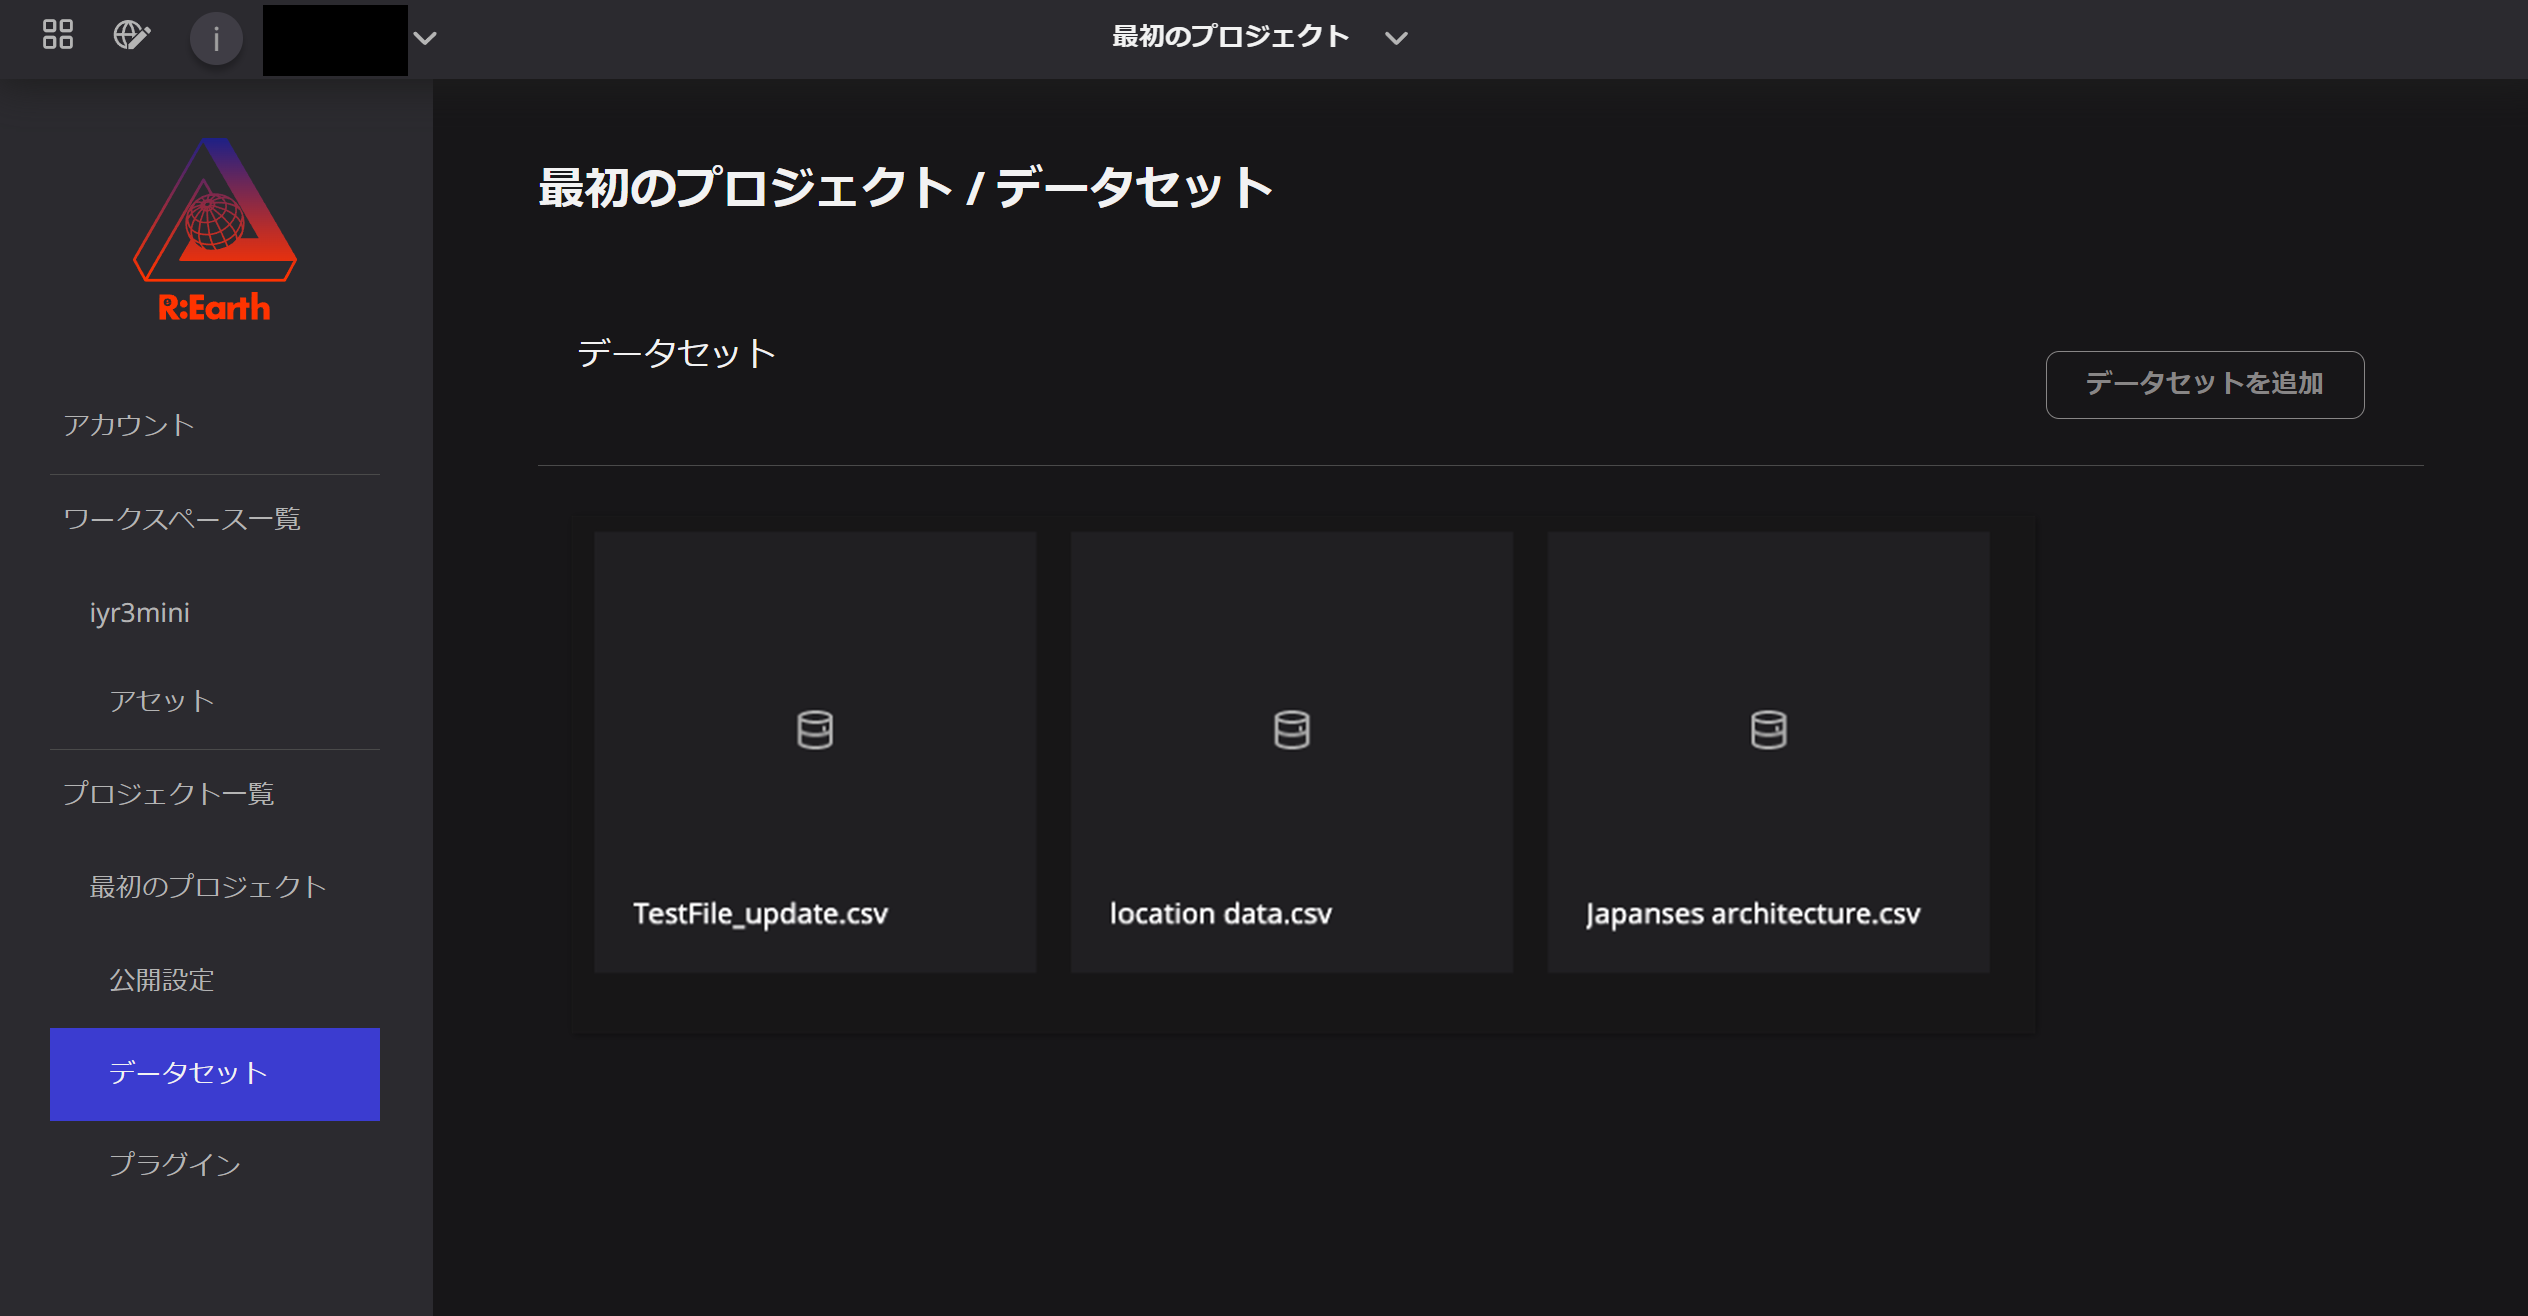 i
最初のプロジェクト
R:Earth
アカウント
ワークスペース一覧
iyr3mini
アセット
プロジェクト一覧
最初のプロジェクト
公開設定
データセット
プラグイン
最初のプロジェクト / データセット
データセット
データセットを追加
TestFile_update.csv
location data.csv
Japanses architecture.csv